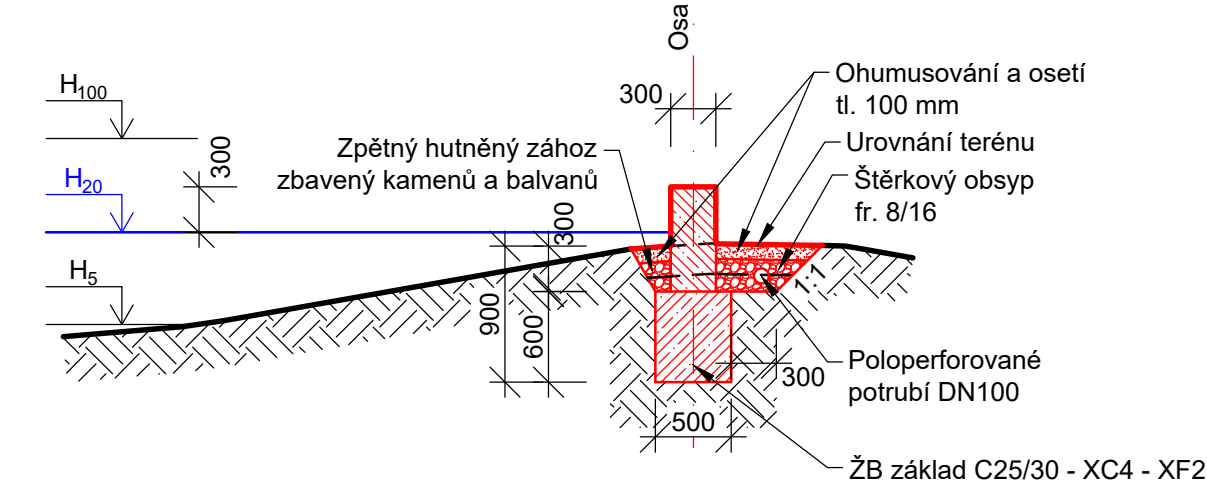 Osa
H100
300
Ohumusování a osetí
tl. 100 mm
Zpětný hutněný zához
zbavený kamenů a balvanů
300
Urovnání terénu
H20
Štěrkový obsyp
fr. 8/16
300
H5
1:1
900
600
Poloperforované
potrubí DN100
300
500
ŽB základ C25/30 - XC4 - XF2